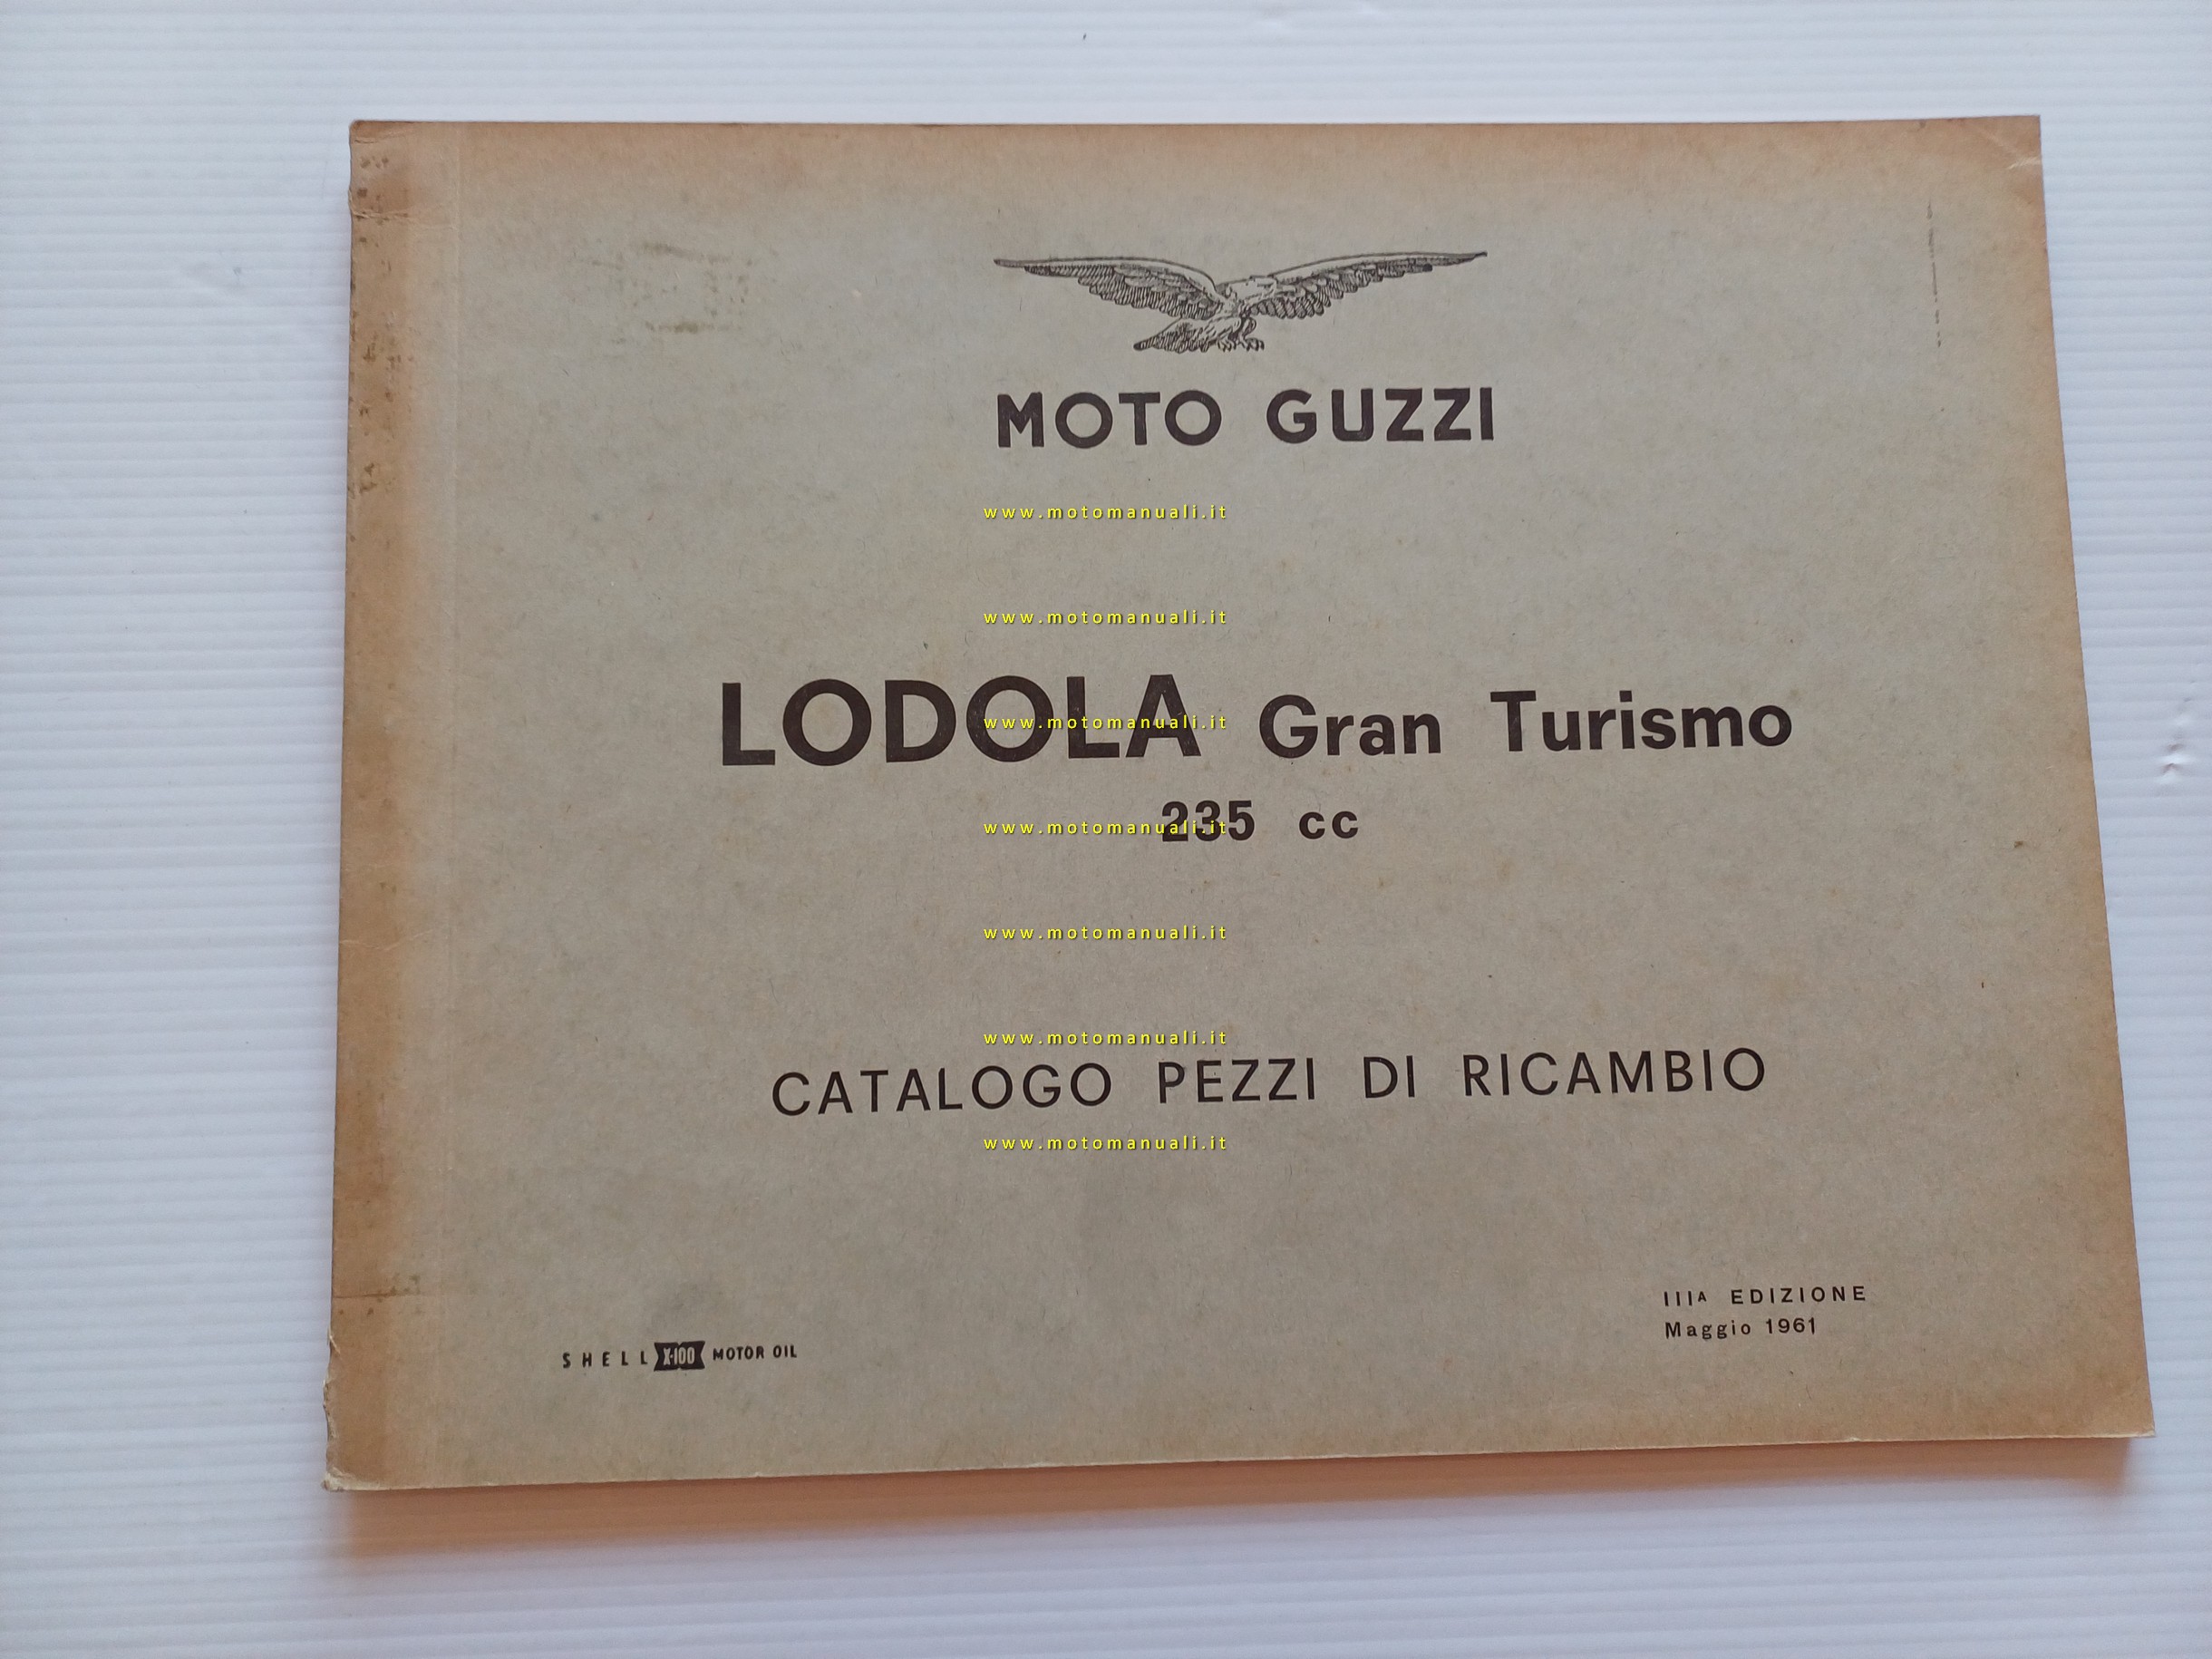 MOTO GUZZI
www.motomanuali.it
www.motomanuali.it
LODOLA Gran Turismo
www.motomanuali.it
235 cc
www.motomanuali.it
www.motomanuali.it
www.motomanuali.it
CATALOGO PEZZI DI RICAMBIO
www.motomanuali.it
IIIA EDIZIONE
Maggio 1961
SHELL X-100 MOTOR OIL